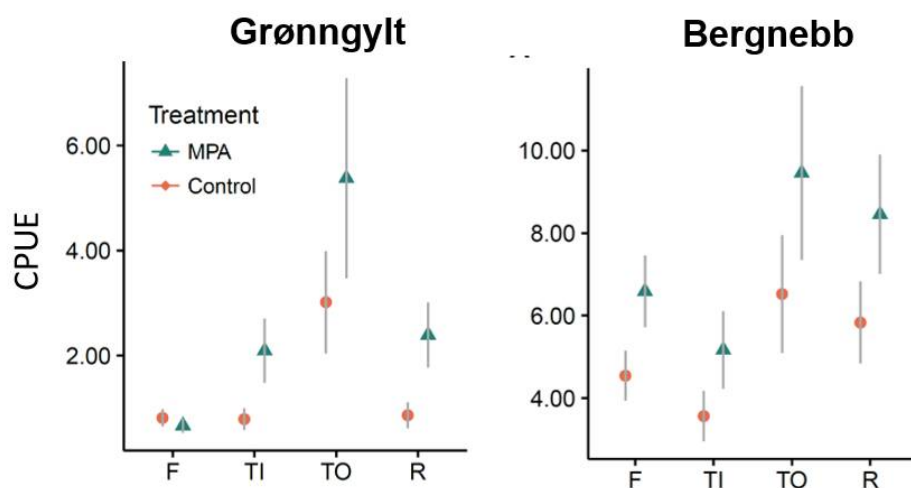 Grønngylt
Bergnebb
CPUE
Treatment
MPA
Control
6.00
4.00
2.00
F TI TO R
10.00
8.00
6.00
4.00
F TI TO R